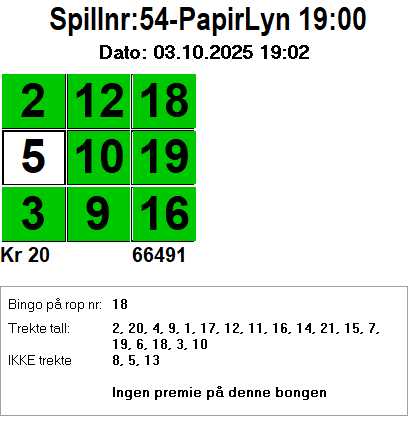 Spillnr:54-PapirLyn 19:00
Dato: 03.10.2025 19:02
2 12 18
5 10 19
3 9 16
Kr 20 66491
Bingo på rop nr: 18
Trekte tall: 2, 20, 4, 9, 1, 17, 12, 11, 16, 14, 21, 15, 7,
19, 6, 18, 3, 10
IKKE trekte 8, 5, 13
Ingen premie på denne bongen